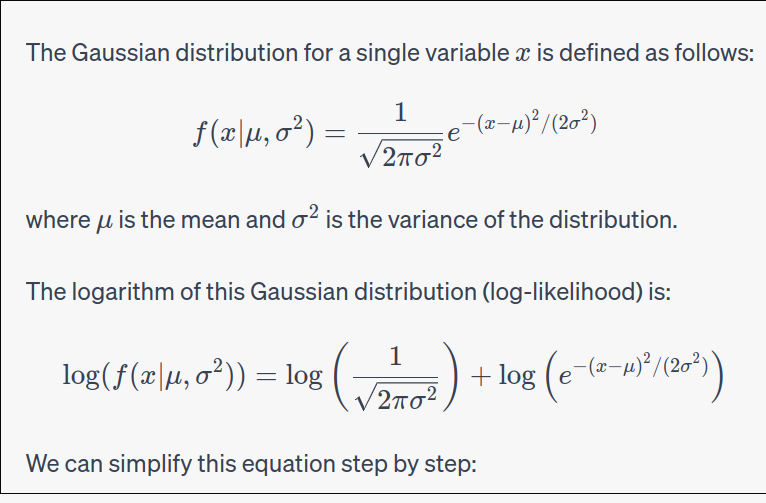 The Gaussian distribution for a single variable $x$ is defined as follows:
$f(x|\mu, \sigma^2) = \frac{1}{\sqrt{2\pi\sigma^2}} e^{-(x-\mu)^2/(2\sigma^2)}$
where $\mu$ is the mean and $\sigma^2$ is the variance of the distribution.
The logarithm of this Gaussian distribution (log-likelihood) is:
$\log(f(x|\mu, \sigma^2)) = \log\left(\frac{1}{\sqrt{2\pi\sigma^2}}\right) + \log\left(e^{-(x-\mu)^2/(2\sigma^2)}\right)$
We can simplify this equation step by step: